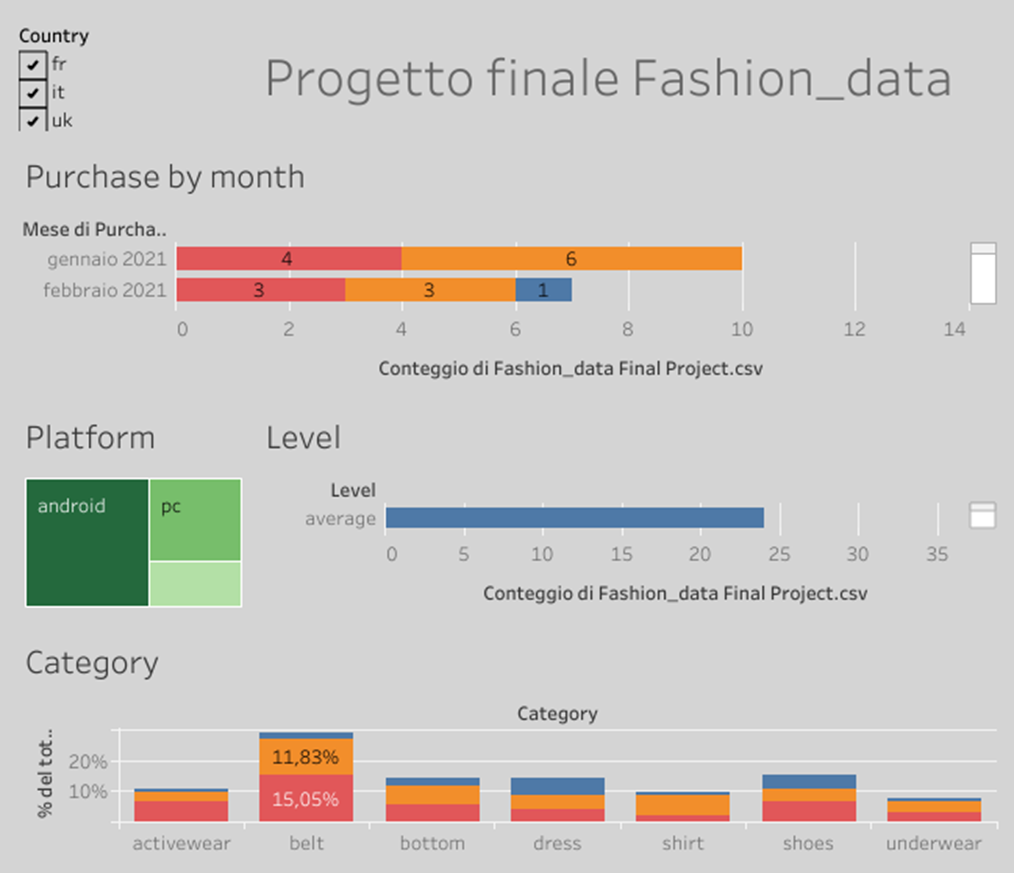 Country
fr
it
uk
Progetto finale Fashion_data
Purchase by month
Mese di Purcha..
gennaio 2021 4 6
febbraio 2021 3 3 1
0 2 4 6 8 10 12 14
Conteggio di Fashion_data Final Project.csv
Platform
android
pc
Level
Level
average
0 5 10 15 20 25 30 35
Conteggio di Fashion_data Final Project.csv
Category
Category
% del tot..
20%
10%
11,83%
15,05%
activewear belt bottom dress shirt shoes underwear